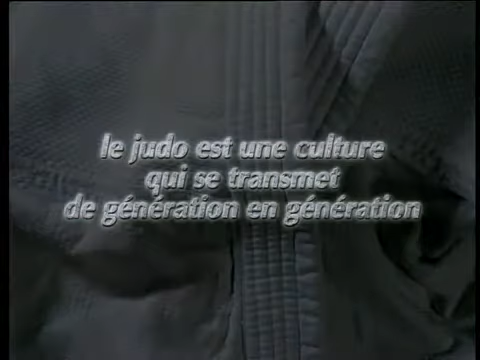 le judo est une culture
qui se transmet
de génération en génération